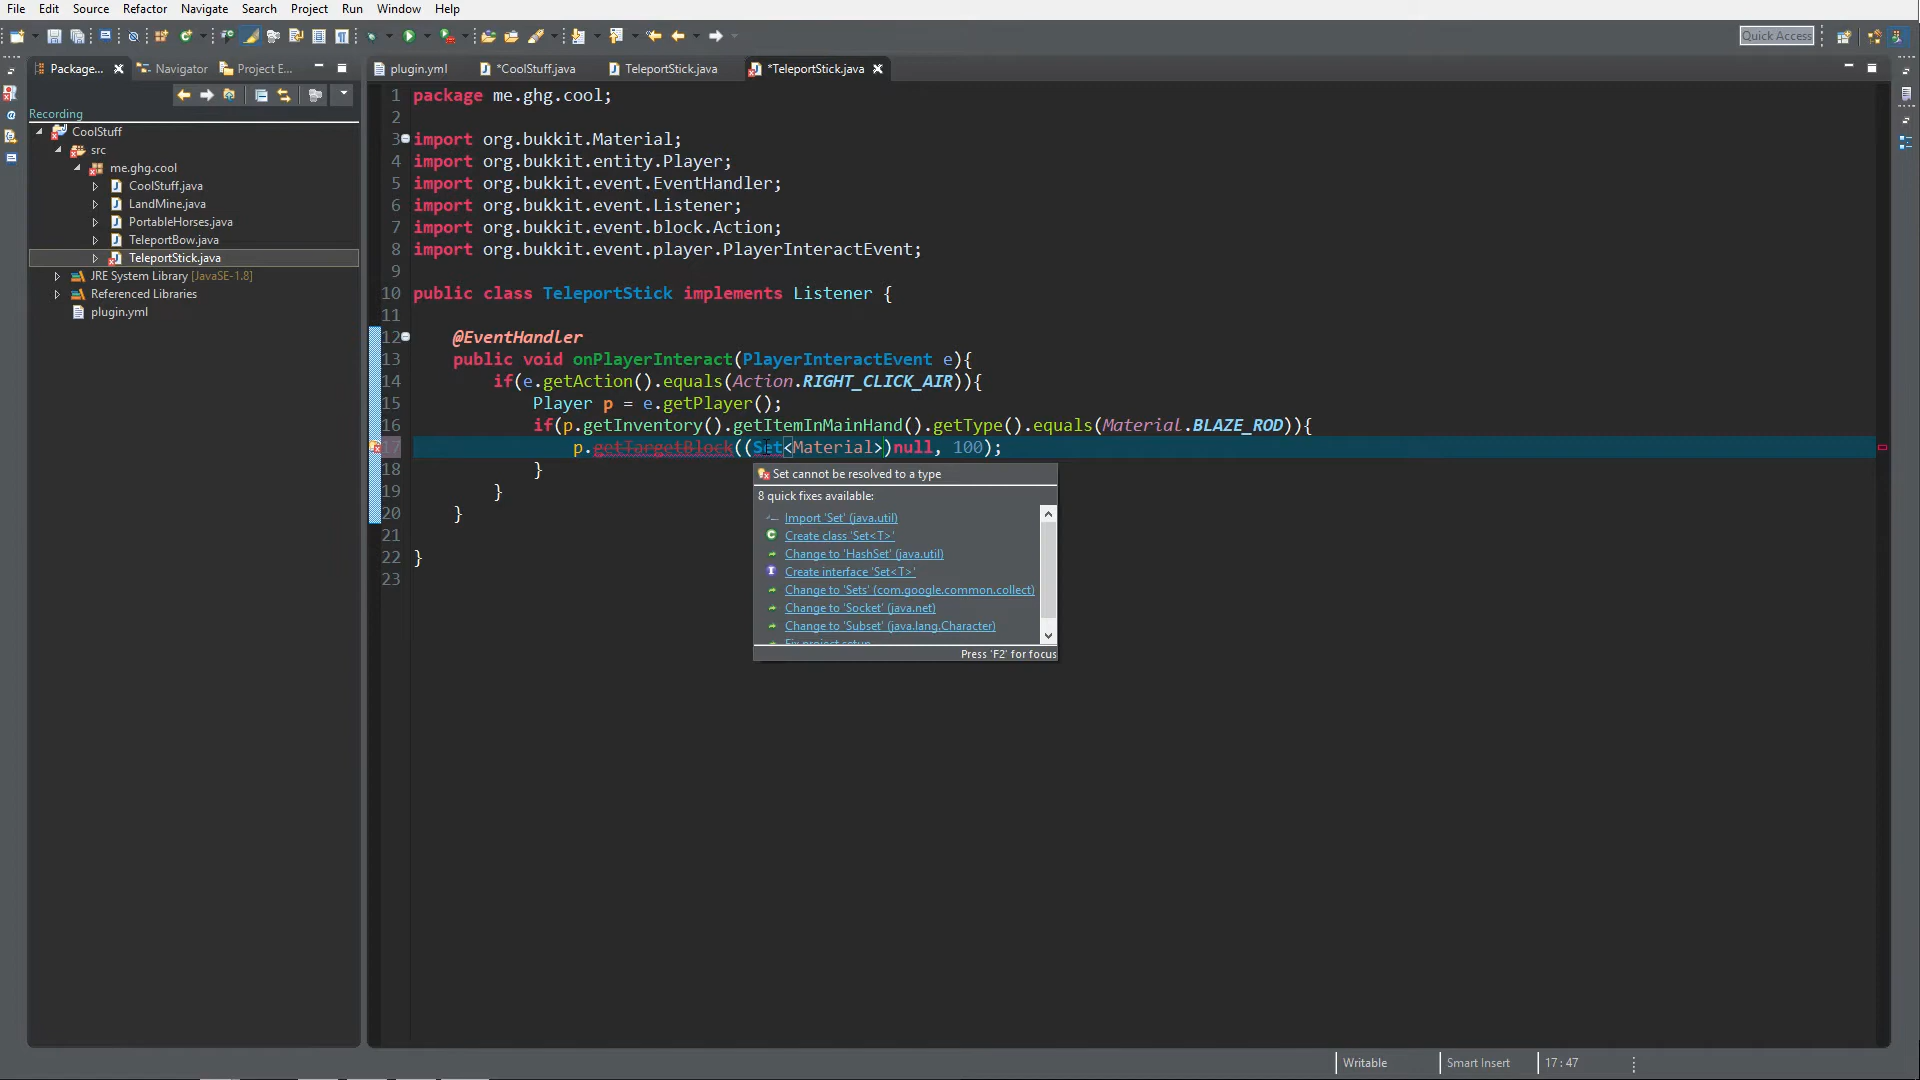 File Edit Source Refactor Navigate Search Project Run Window Help
Quick Access
Package... Navigator Project E...
plugin.yml *CoolStuff.java TeleportStick.java *TeleportStick.java
Recording
CoolStuff
src
me.ghg.cool
CoolStuff.java
LandMine.java
PortableHorses.java
TeleportBow.java
TeleportStick.java
JRE System Library [JavaSE-1.8]
Referenced Libraries
plugin.yml
1 package me.ghg.cool;
2
3 import org.bukkit.Material;
4 import org.bukkit.entity.Player;
5 import org.bukkit.event.EventHandler;
6 import org.bukkit.event.Listener;
7 import org.bukkit.event.block.Action;
8 import org.bukkit.event.player.PlayerInteractEvent;
9
10 public class TeleportStick implements Listener {
11
12 @EventHandler
13 public void onPlayerInteract(PlayerInteractEvent e){
14 if(e.getAction().equals(Action.RIGHT_CLICK_AIR)){
15 Player p = e.getPlayer();
16 if(p.getInventory().getItemInMainHand().getType().equals(Material.BLAZE_ROD)){
17 p.getTargetBlock((Set<Material>)null, 100);
18 }
19 }
20 }
21
22 }
23
Set cannot be resolved to a type
8 quick fixes available:
Import 'Set' (java.util)
Create class 'Set<T>'
Change to 'HashSet' (java.util)
Create interface 'Set<T>'
Change to 'Sets' (com.google.common.collect)
Change to 'Socket' (java.net)
Change to 'Subset' (java.lang.Character)
Fix project setup...
Press 'F2' for focus
Writable Smart Insert 17:47